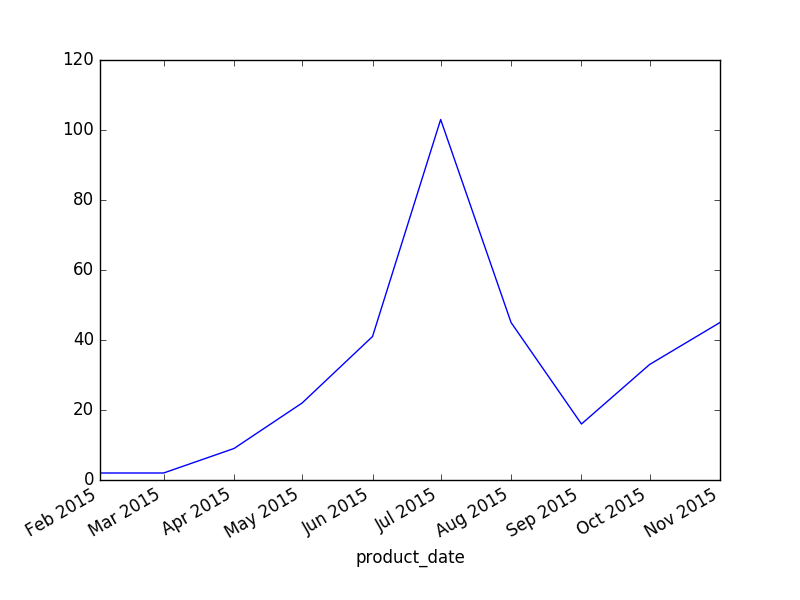 120
100
80
60
40
20
0
Feb 2015
Mar 2015
Apr 2015
May 2015
Jun 2015
Jul 2015
Aug 2015
Sep 2015
Oct 2015
Nov 2015
product_date